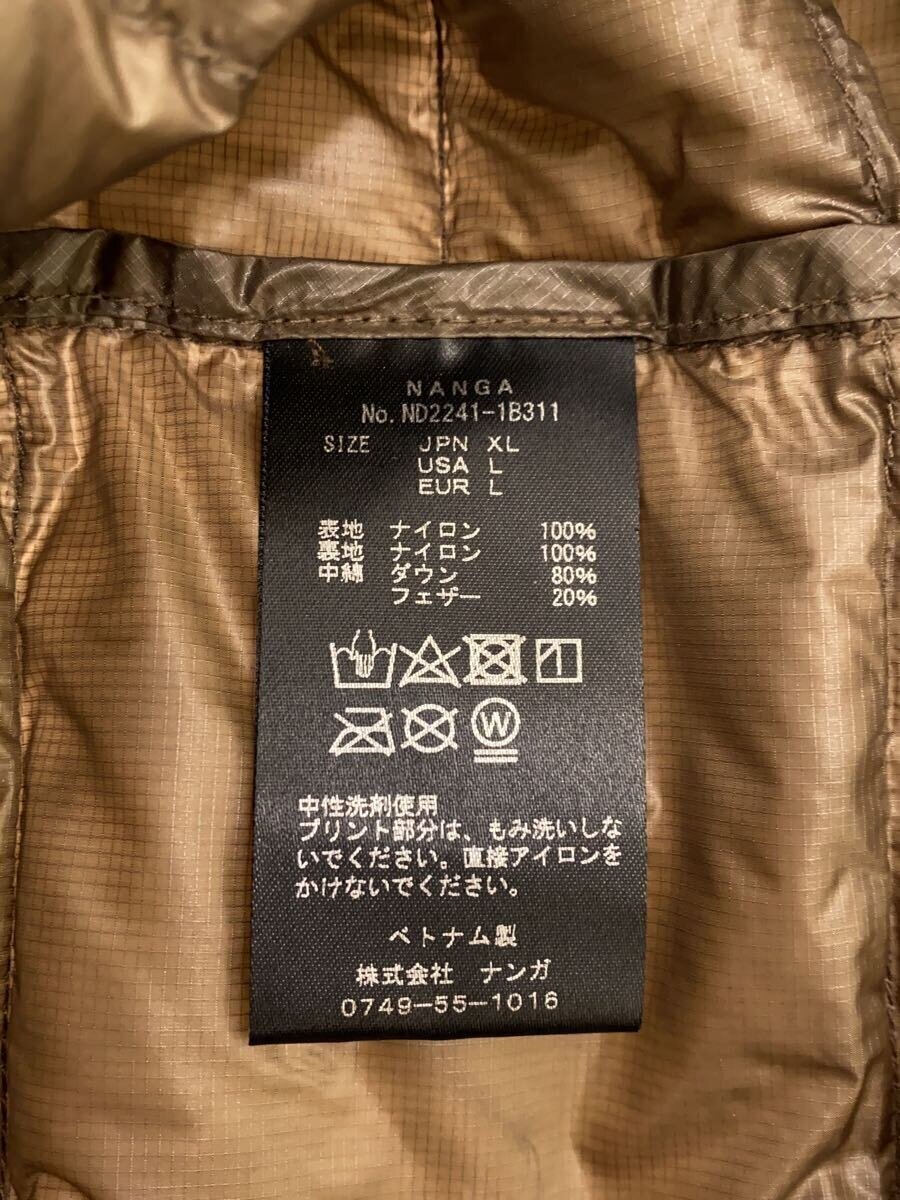 NANGA
No. ND2241-1B311
SIZE JPN XL
USA L
EUR L
表地 ナイロン 100%
裏地 ナイロン 100%
中綿 ダウン 80%
フェザー 20%
W
中性洗剤使用
プリント部分は、もみ洗いしな
いでください。直接アイロンを
かけないでください。
ベトナム製
株式会社 ナンガ
0749-55-1016